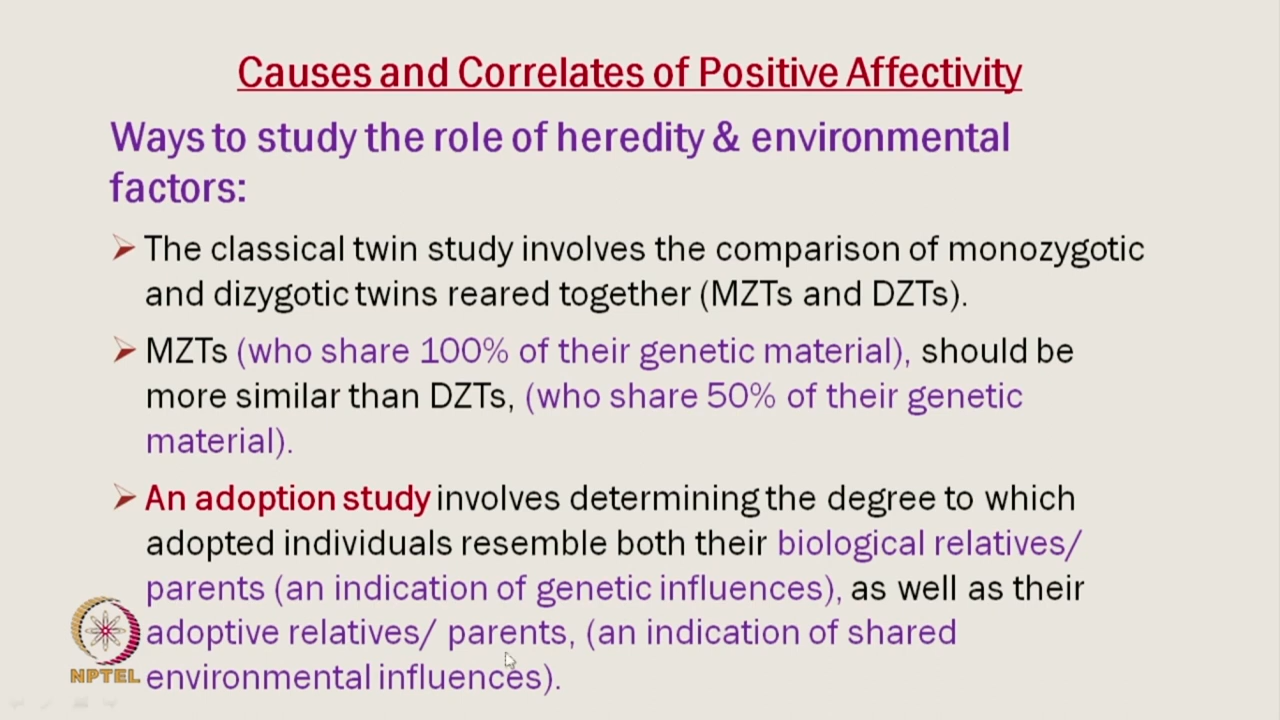 Causes and Correlates of Positive Affectivity
Ways to study the role of heredity & environmental
factors:
The classical twin study involves the comparison of monozygotic
and dizygotic twins reared together (MZTs and DZTs).
MZTs (who share 100% of their genetic material), should be
more similar than DZTs, (who share 50% of their genetic
material).
An adoption study involves determining the degree to which
adopted individuals resemble both their biological relatives/
parents (an indication of genetic influences), as well as their
adoptive relatives/ parents, (an indication of shared
environmental influences).
NPTEL